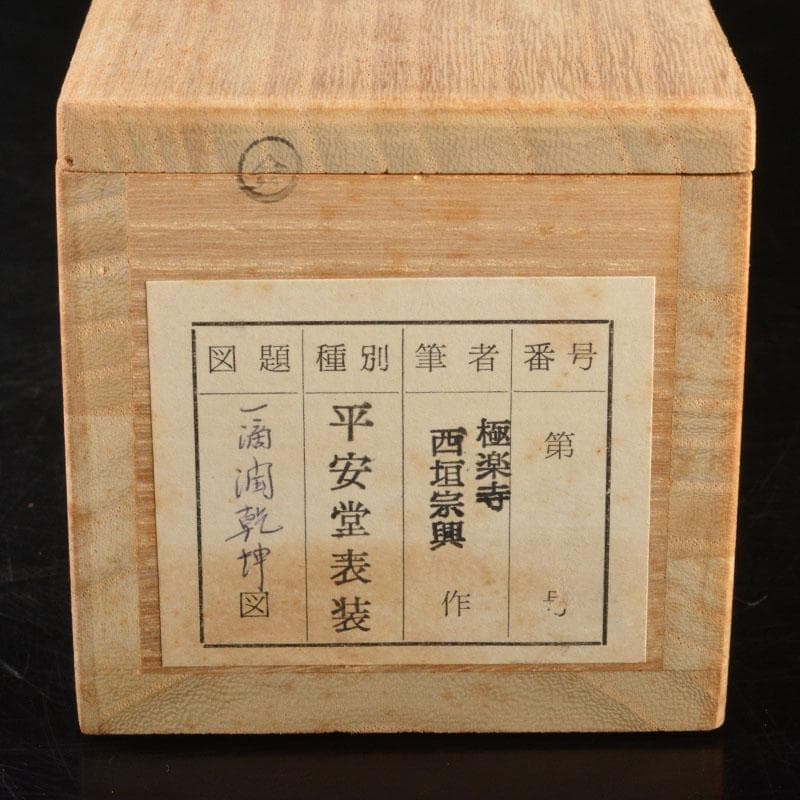 番号
第 号
筆者
極楽寺
西垣宗興
作
種別
平安堂表装
図題
一滴潤乾坤図